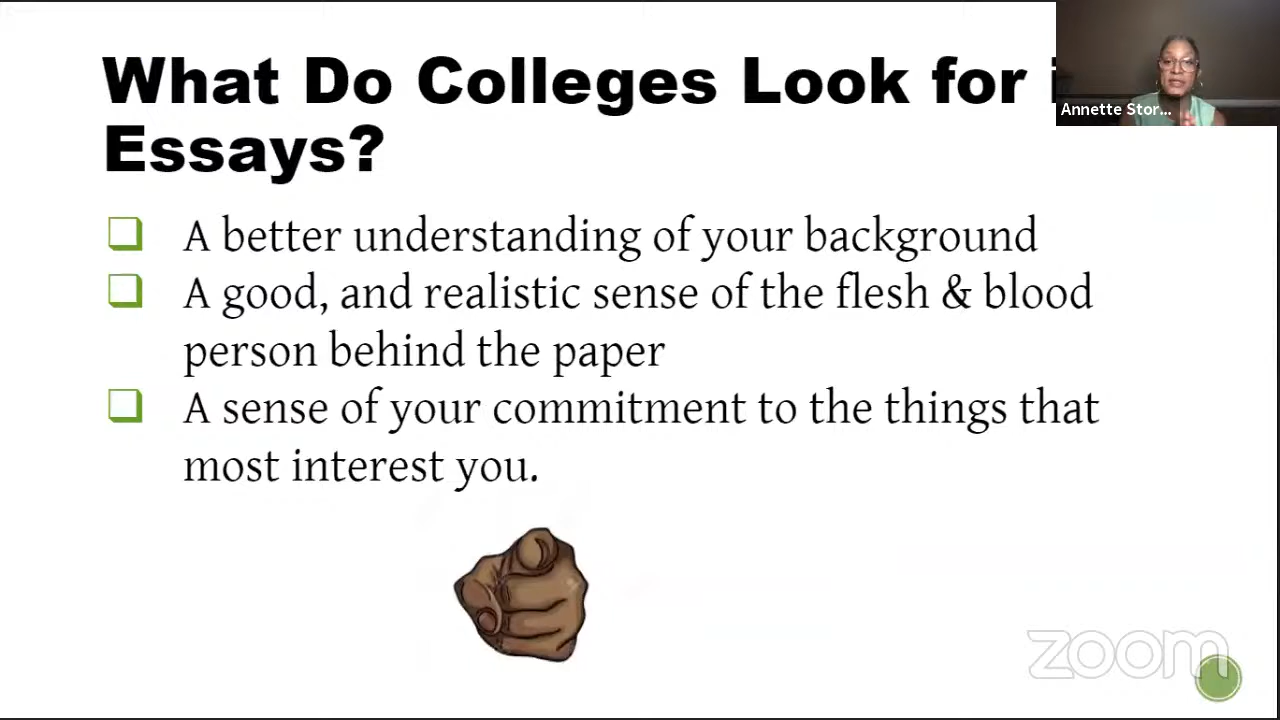 What Do Colleges Look for i
Essays?
Annette Stor...
❑ A better understanding of your background
❑ A good, and realistic sense of the flesh & blood
person behind the paper
❑ A sense of your commitment to the things that
most interest you.
zoom